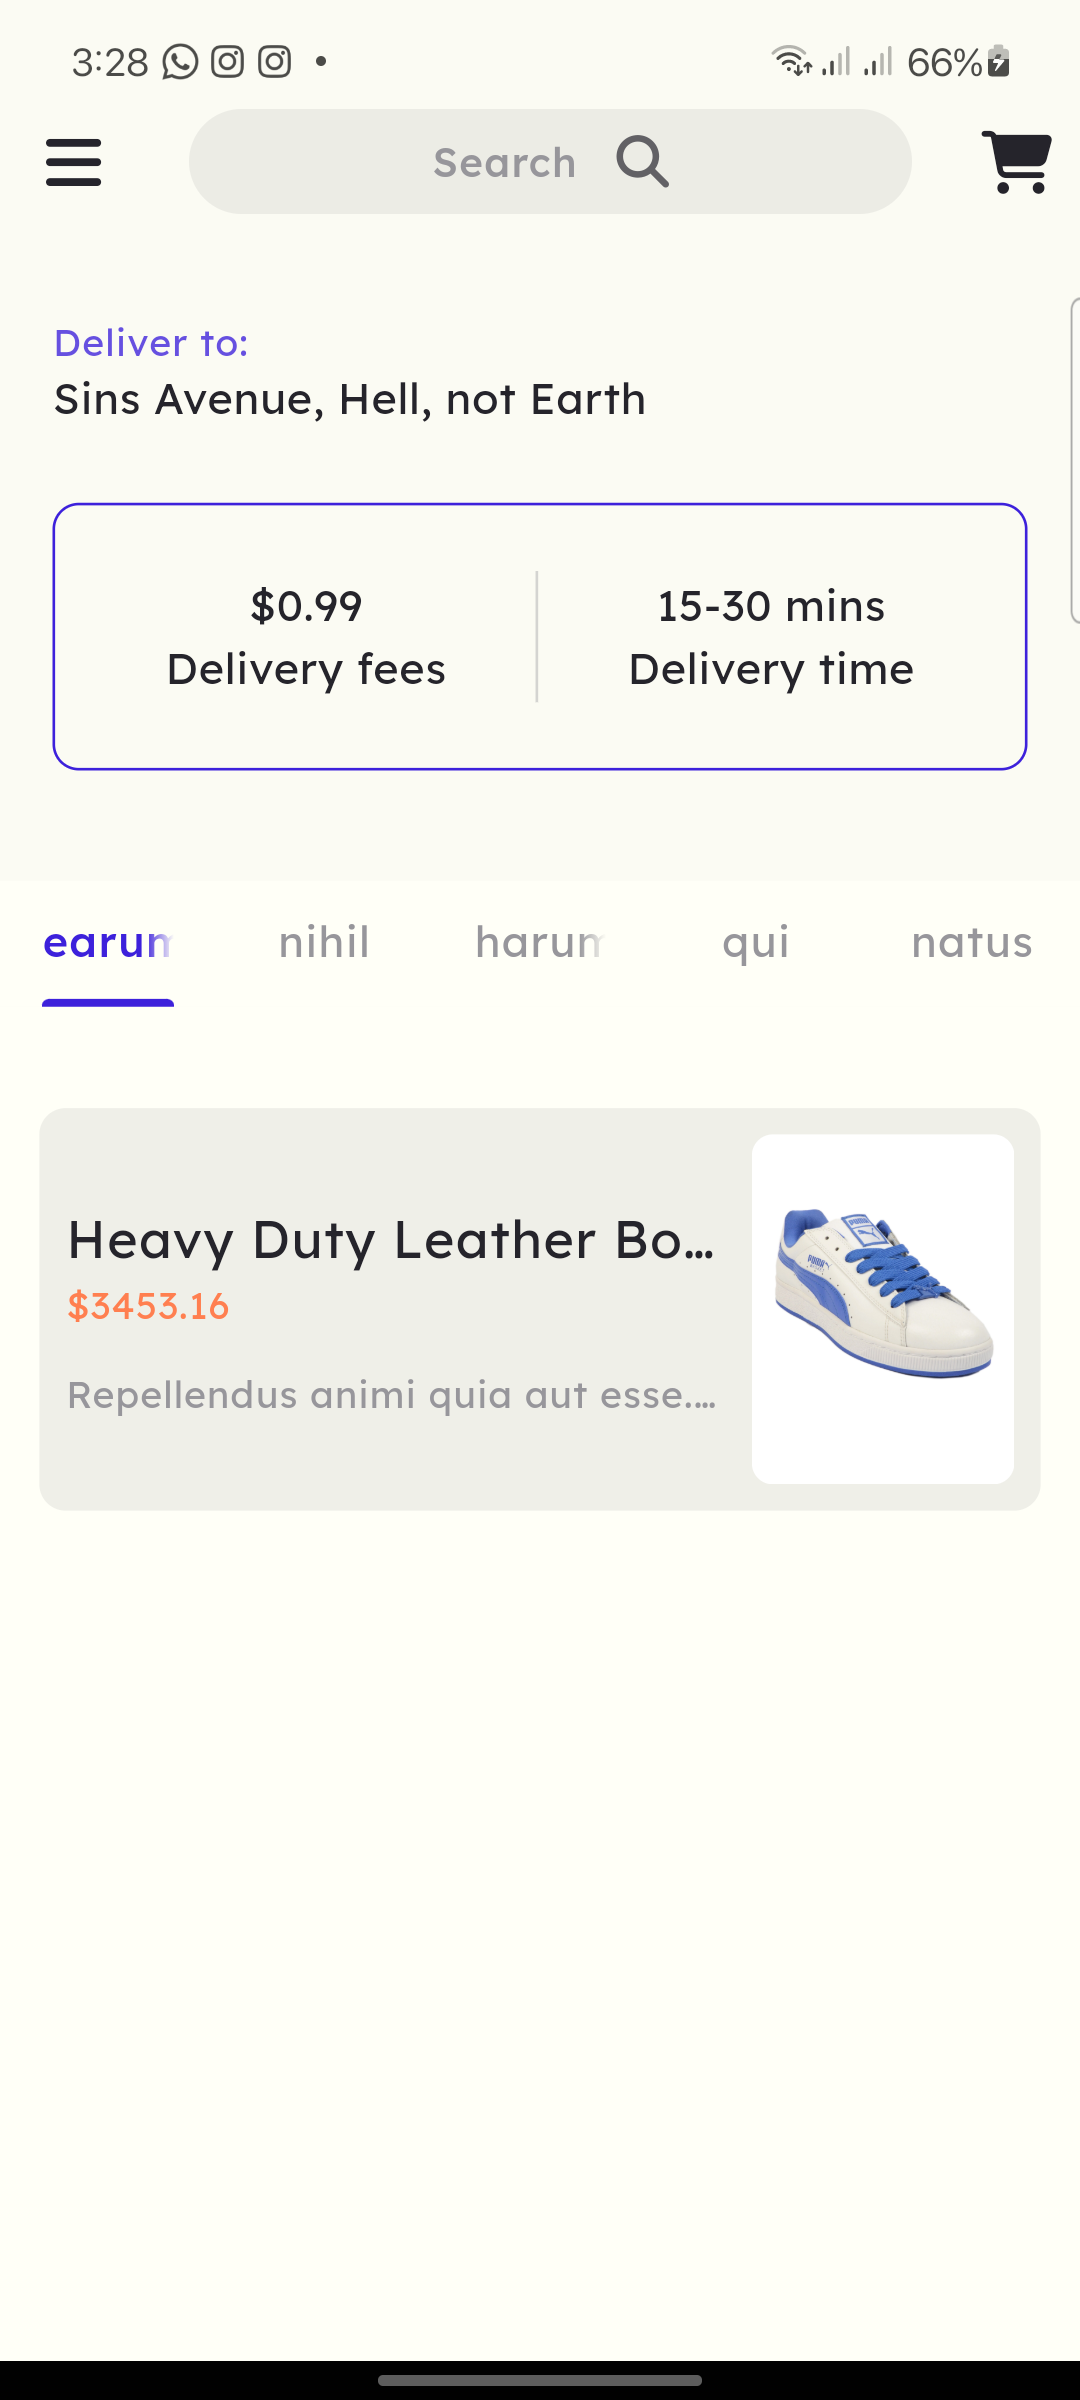 3:28
66%
Search
Deliver to:
Sins Avenue, Hell, not Earth
$0.99
Delivery fees
15-30 mins
Delivery time
earum
nihil
harum
qui
natus
Heavy Duty Leather Bo...
$3453.16
Repellendus animi quia aut esse....
PUMA
PUMA